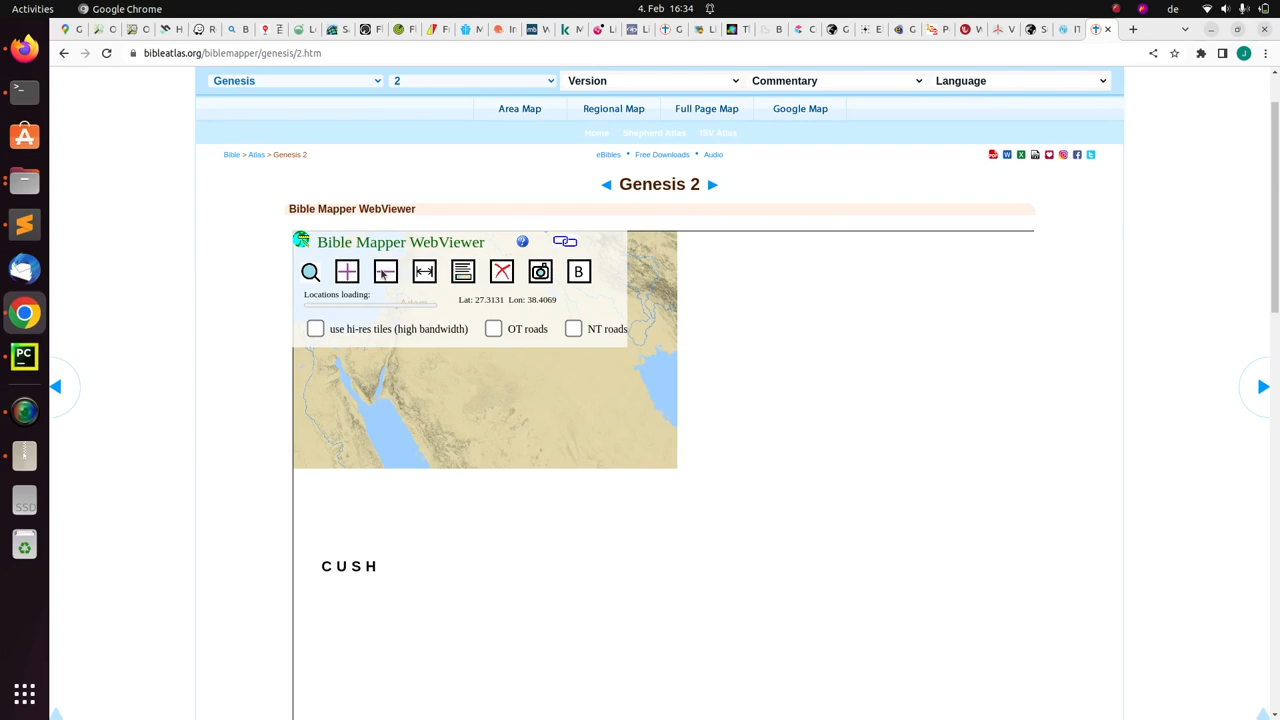 Activities
Google Chrome
4. Feb 16:34
bibleatlas.org/biblemapper/genesis/2.htm
J
Genesis
2
Version
Commentary
Language
Area Map
Regional Map
Full Page Map
Google Map
Home
Shepherd Atlas
ISV Atlas
Bible > Atlas > Genesis 2
eBibles • Free Downloads • Audio
◄ Genesis 2 ►
Bible Mapper WebViewer
Bible Mapper WebViewer
B
Locations loading:
Adam
Lat: 27.3131 Lon: 38.4069
use hi-res tiles (high bandwidth)
OT roads
NT roads
CUSH
SSD